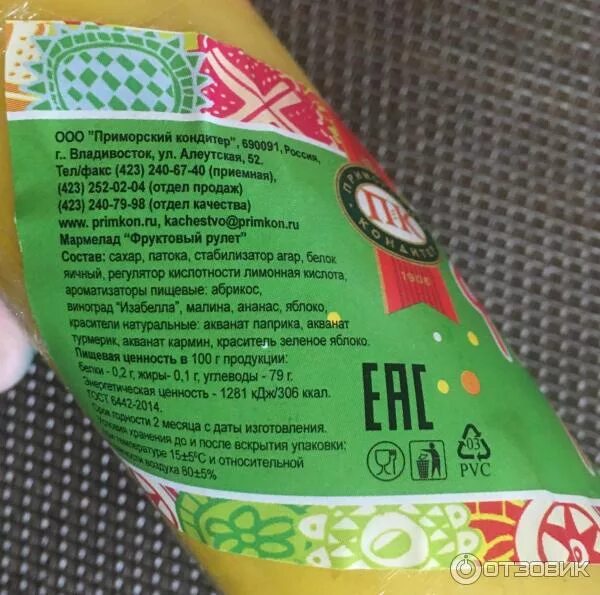 ООО "Приморский кондитер", 690091, Россия,
г.. Владивосток, ул. Алеутская, 52.
Тел/факс (423) 240-67-40 (приемная),
(423) 252-02-04 (отдел продаж)
(423) 240-79-98 (отдел качества)
www. primkon.ru, kachestvo@primkon.ru
Мармелад "Фруктовый рулет"
Состав: сахар, патока, стабилизатор агар, белок
яичный, регулятор кислотности лимонная кислота,
ароматизаторы пищевые: абрикос,
виноград "Изабелла", малина, ананас, яблоко,
красители натуральные: акванат паприка, акванат
турмерик, акванат кармин, краситель зеленое яблоко.
Пищевая ценность в 100 г продукции:
белки - 0,2 г, жиры- 0,1 г, углеводы - 79 г.
Энергетическая ценность - 1281 кДж/306 ккал.
ГОСТ 6442-2014.
Срок годности 2 месяца с даты изготовления.
Условия хранения до и после вскрытия упаковки:
при температуре 15±5°С и относительной
воздуха 80±5%
ПК
КОНДИТЕР
1906
EAC
03
PVC
ОТЗОВИК